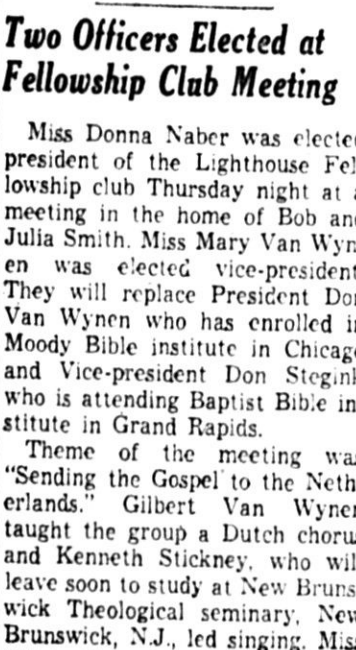 Two Officers Elected at
Fellowship Club Meeting
Miss Donna Naber was electe
president of the Lighthouse Fel
lowship club Thursday night at a
meeting in the home of Bob an
Julia Smith. Miss Mary Van Wyn
en was elected vice-president
They will replace President Do
Van Wynen who has enrolled i
Moody Bible institute in Chicag
and Vice-president Don Stegink
who is attending Baptist Bible in
stitute in Grand Rapids.
Theme of the meeting wa
"Sending the Gospel to the Neth
erlands." Gilbert Van Wynen
taught the group a Dutch choru
and Kenneth Stickney, who wil
leave soon to study at New Bruns
wick Theological seminary, New
Brunswick, N.J., led singing. Miss